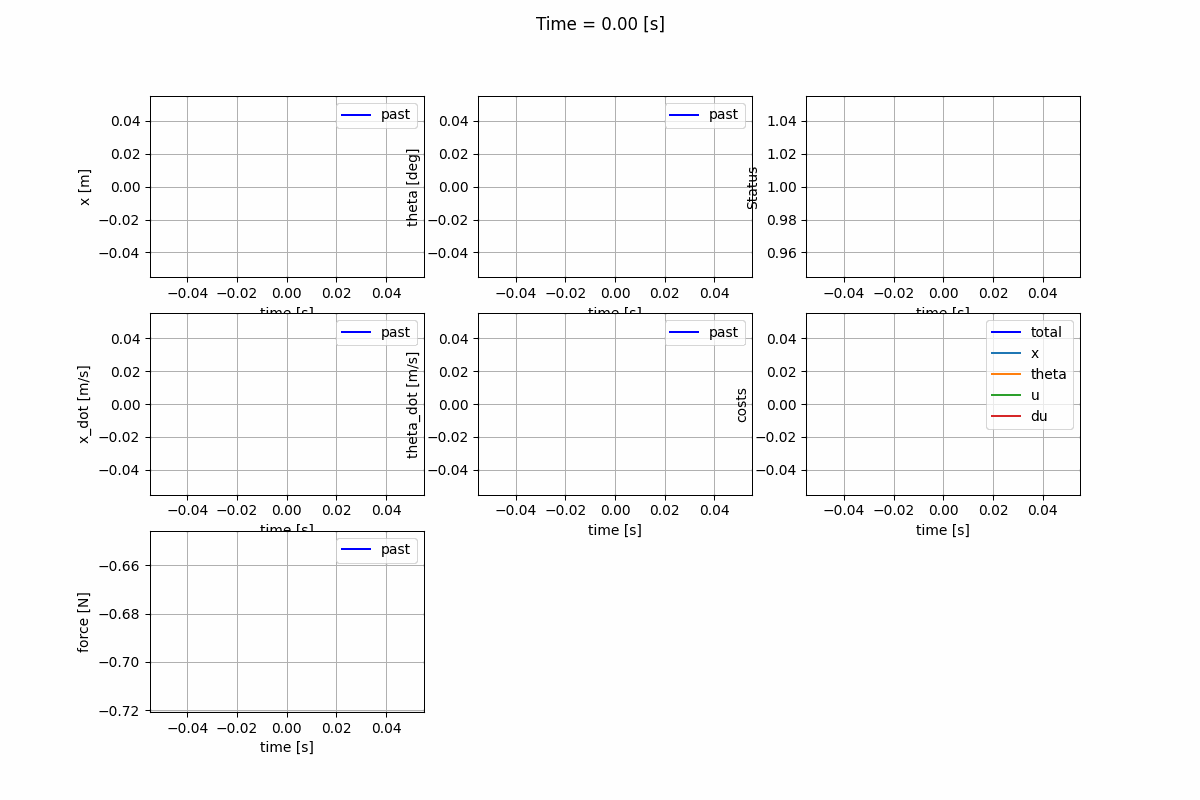 Time = 0.00 [s]
x [m]
0.04
0.02
0.00
−0.02
−0.04
past
−0.04 −0.02 0.00 0.02 0.04
time [s]
theta [deg]
0.04
0.02
0.00
−0.02
−0.04
past
−0.04 −0.02 0.00 0.02 0.04
Status
1.04
1.02
1.00
0.98
0.96
−0.04 −0.02 0.00 0.02 0.04
time [s]
x_dot [m/s]
0.04
0.02
0.00
−0.02
−0.04
past
−0.04 −0.02 0.00 0.02 0.04
time [s]
theta_dot [m/s]
0.04
0.02
0.00
−0.02
−0.04
past
−0.04 −0.02 0.00 0.02 0.04
time [s]
costs
0.04
0.02
0.00
−0.02
−0.04
total
x
theta
u
du
−0.04 −0.02 0.00 0.02 0.04
time [s]
force [N]
−0.66
−0.68
−0.70
−0.72
past
−0.04 −0.02 0.00 0.02 0.04
time [s]